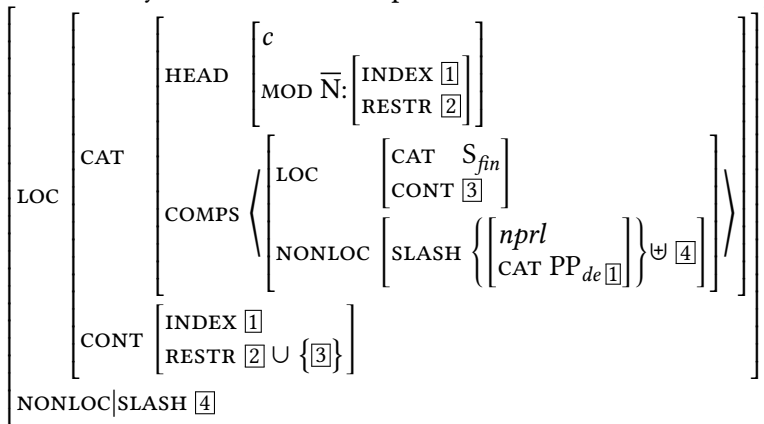 HEAD c
MOD N̅: INDEX 1
RESTR 2
CAT
LOC CAT S_fin
CONT 3
LOC
COMPS ⟨ ⟩
NONLOC SLASH { nprl
CAT PP_de 1 } ⊎ 4
CONT INDEX 1
RESTR 2 ∪ {3}
NONLOC|SLASH 4